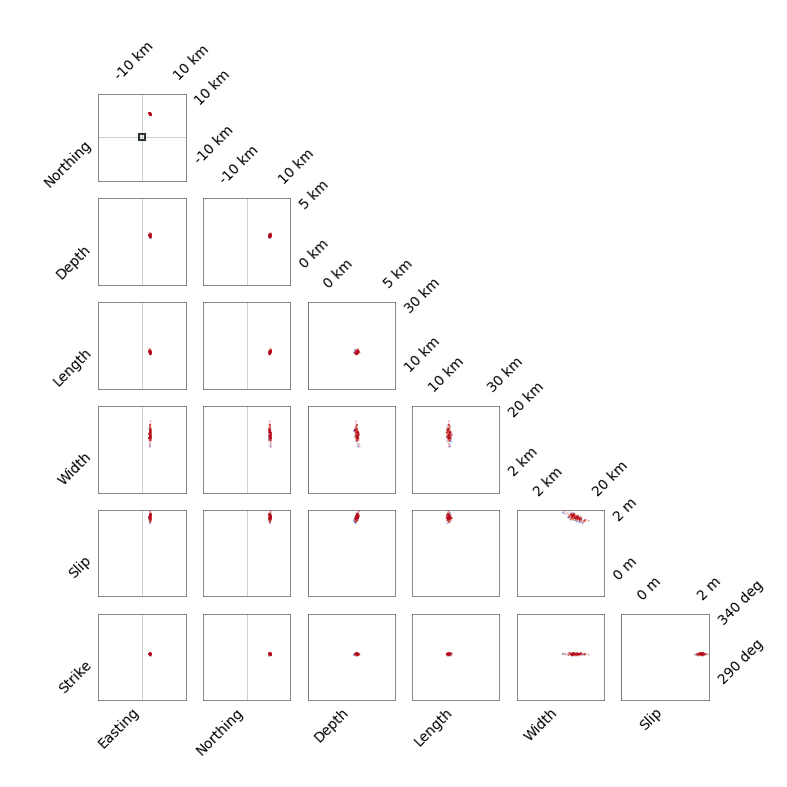 -10 km
10 km
10 km
-10 km
Northing
-10 km
10 km
5 km
0 km
Depth
0 km
5 km
30 km
10 km
Length
10 km
30 km
20 km
2 km
Width
2 km
20 km
2 m
0 m
Slip
0 m
2 m
340 deg
290 deg
Strike
Easting
Northing
Depth
Length
Width
Slip